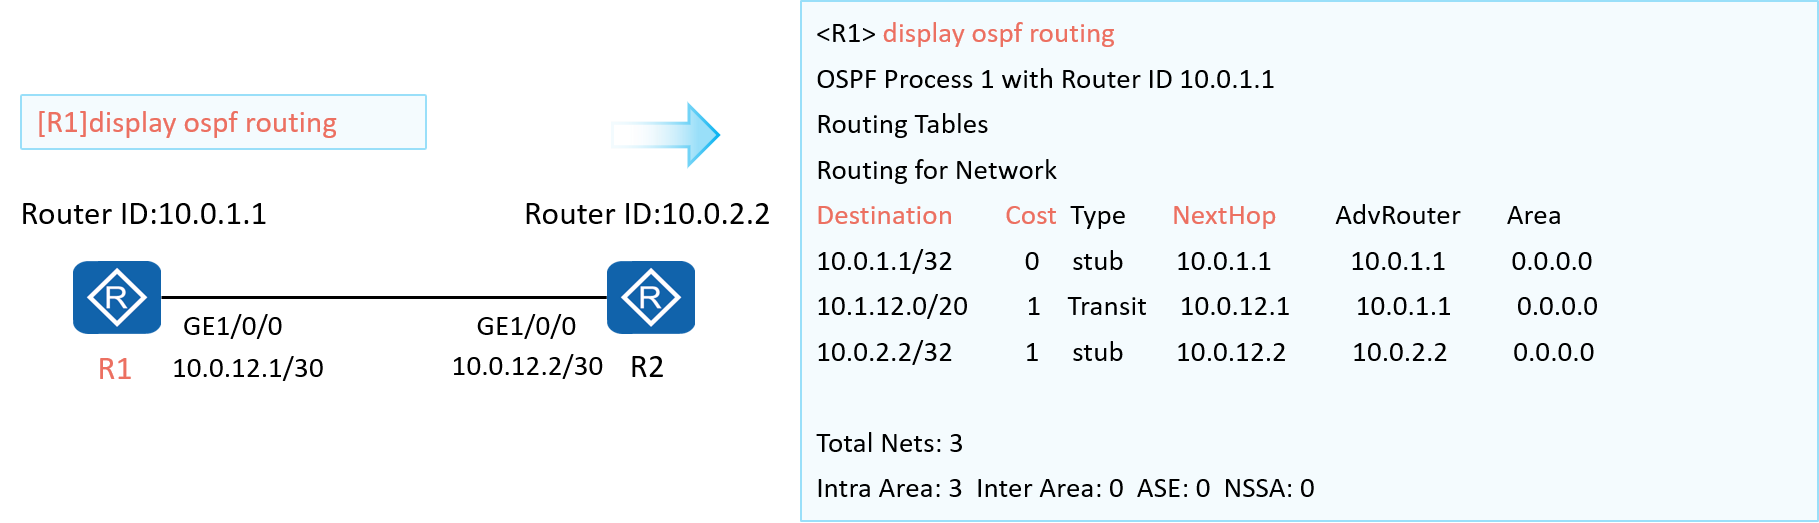 [R1]display ospf routing
Router ID:10.0.1.1
Router ID:10.0.2.2
R
R
GE1/0/0
GE1/0/0
R1
10.0.12.1/30
10.0.12.2/30
R2
<R1> display ospf routing
OSPF Process 1 with Router ID 10.0.1.1
Routing Tables
Routing for Network
Destination Cost Type NextHop AdvRouter Area
10.0.1.1/32 0 stub 10.0.1.1 10.0.1.1 0.0.0.0
10.1.12.0/20 1 Transit 10.0.12.1 10.0.1.1 0.0.0.0
10.0.2.2/32 1 stub 10.0.12.2 10.0.2.2 0.0.0.0
Total Nets: 3
Intra Area: 3 Inter Area: 0 ASE: 0 NSSA: 0